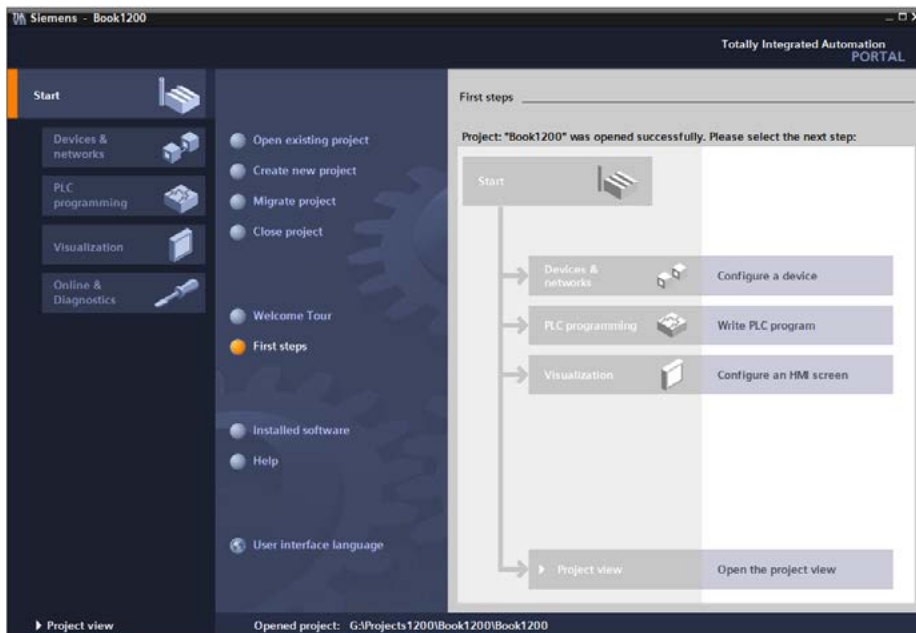 Siemens - Book1200
Totally Integrated Automation
PORTAL
Start
Devices &
networks
PLC
programming
Visualization
Online &
Diagnostics
Project view
Open existing project
Create new project
Migrate project
Close project
Welcome Tour
First steps
Installed software
Help
User interface language
First steps
Project: "Book1200" was opened successfully. Please select the next step:
Start
Devices &
networks
Configure a device
PLC programming
Write PLC program
Visualization
Configure an HMI screen
Project view
Open the project view
Opened project: G:\Projects1200\Book1200\Book1200